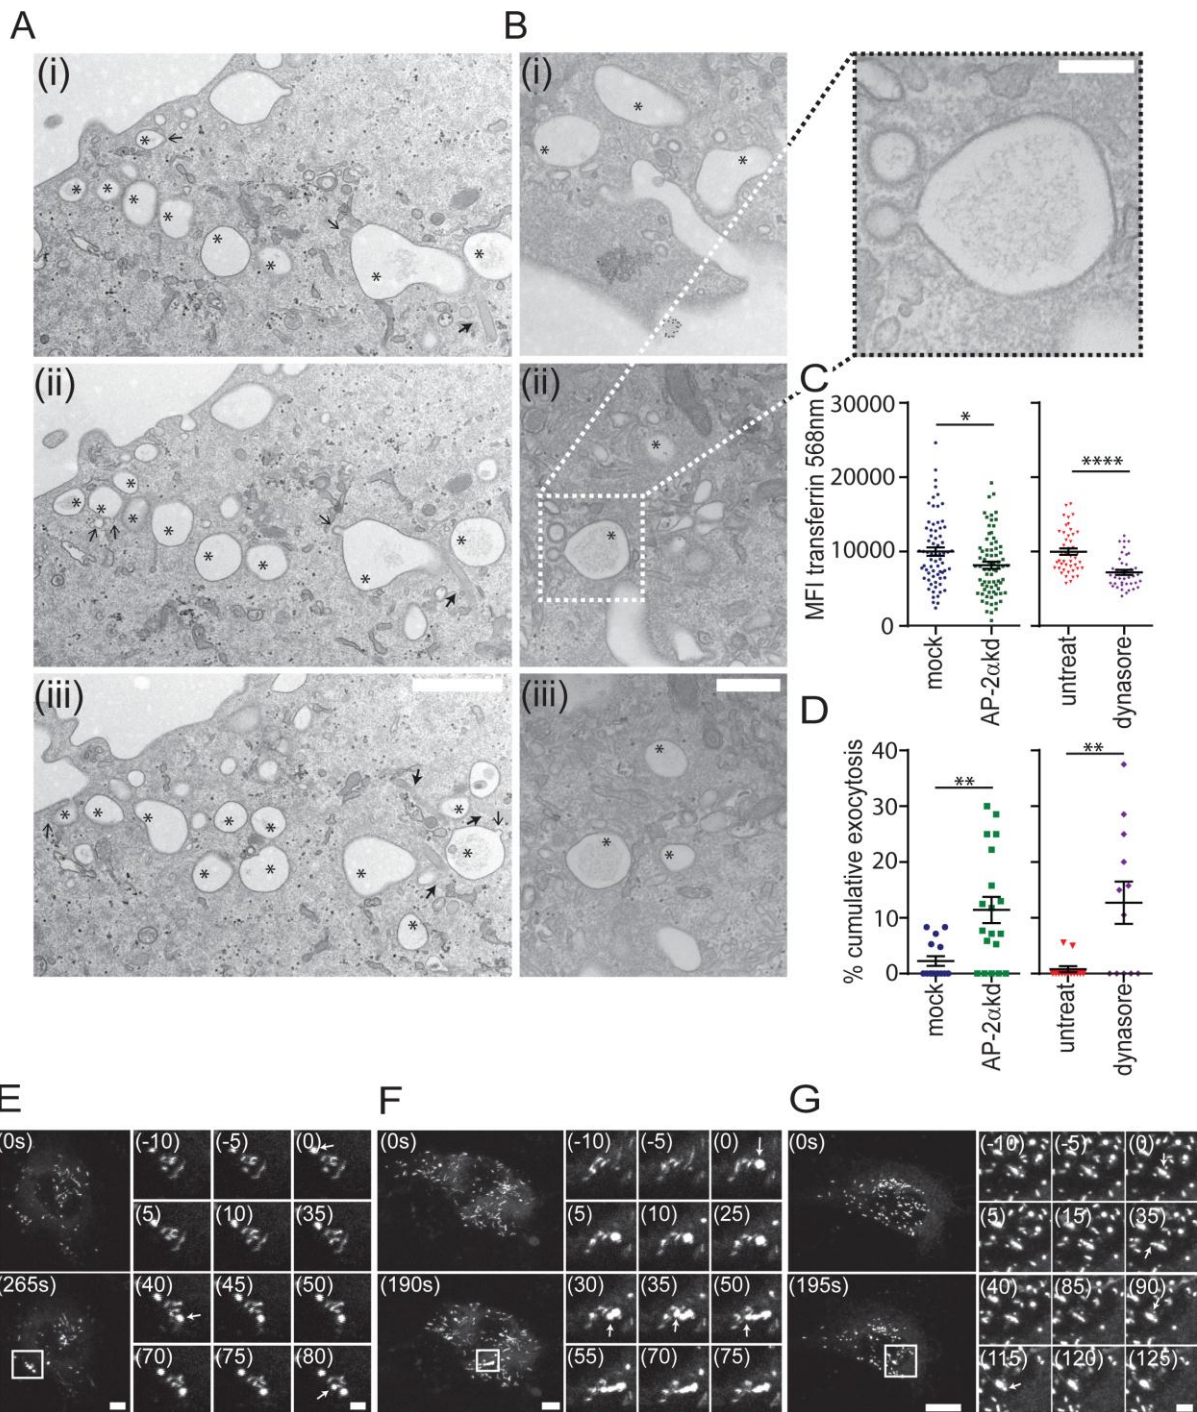 A
B
(i)
(i)
(ii)
(ii)
(iii)
(iii)
C
MFI transferrin 568nm
30000
20000
10000
0
*
****
mock
AP-2αkd
untreat
dynasore
D
% cumulative exocytosis
40
30
20
10
0
**
**
mock
AP-2αkd
untreat
dynasore
E
(0s)
(-10) (-5) (0)
(5) (10) (35)
(265s)
(40) (45) (50)
(70) (75) (80)
F
(0s)
(-10) (-5) (0)
(5) (10) (25)
(190s)
(30) (35) (50)
(55) (70) (75)
G
(0s)
(-10) (-5) (0)
(5) (15) (35)
(195s)
(40) (85) (90)
(115) (120) (125)